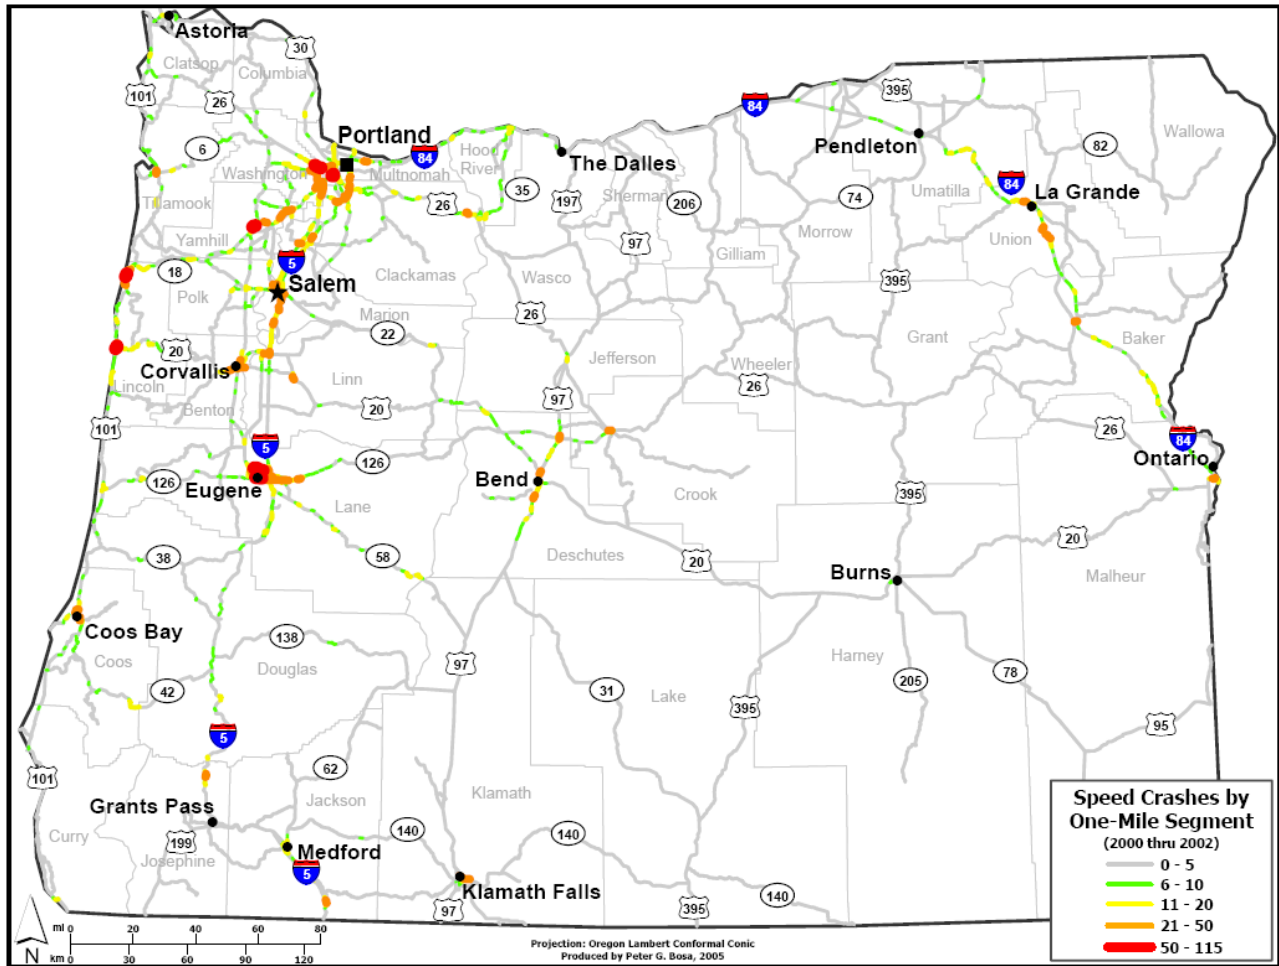 Astoria
30
Clatsop
Columbia
101
26
84
395
Portland
Pendleton
Wallowa
6
84
Hood
River
The Dalles
82
Washington
Multnomah
84
La Grande
Tillamook
26
35
197
Sherman
206
74
Umatilla
Yamhill
97
Morrow
Union
5
Gilliam
18
Salem
Clackamas
Wasco
395
Polk
Marion
26
22
Grant
Baker
20
Jefferson
Wheeler
Corvallis
Linn
26
Lincoln
97
Benton
20
101
26
5
84
126
Ontario
126
Eugene
Bend
Crook
395
Lane
20
38
58
Deschutes
20
Burns
Malheur
Coos Bay
138
Coos
Douglas
97
Harney
42
31
Lake
205
78
395
95
5
101
62
Jackson
Klamath
Grants Pass
Curry
199
140
140
Josephine
Medford
5
Klamath Falls
140
97
395
Speed Crashes by
One-Mile Segment
(2000 thru 2002)
0 - 5
6 - 10
11 - 20
21 - 50
50 - 115
N
mi 0 20 40 60 80
km 0 30 60 90 120
Projection: Oregon Lambert Conformal Conic
Produced by Peter G. Bosa, 2005